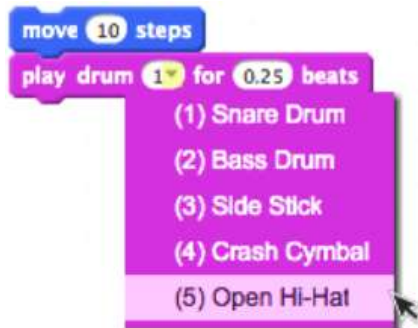 move 10 steps
play drum 1 for 0.25 beats
(1) Snare Drum
(2) Bass Drum
(3) Side Stick
(4) Crash Cymbal
(5) Open Hi-Hat